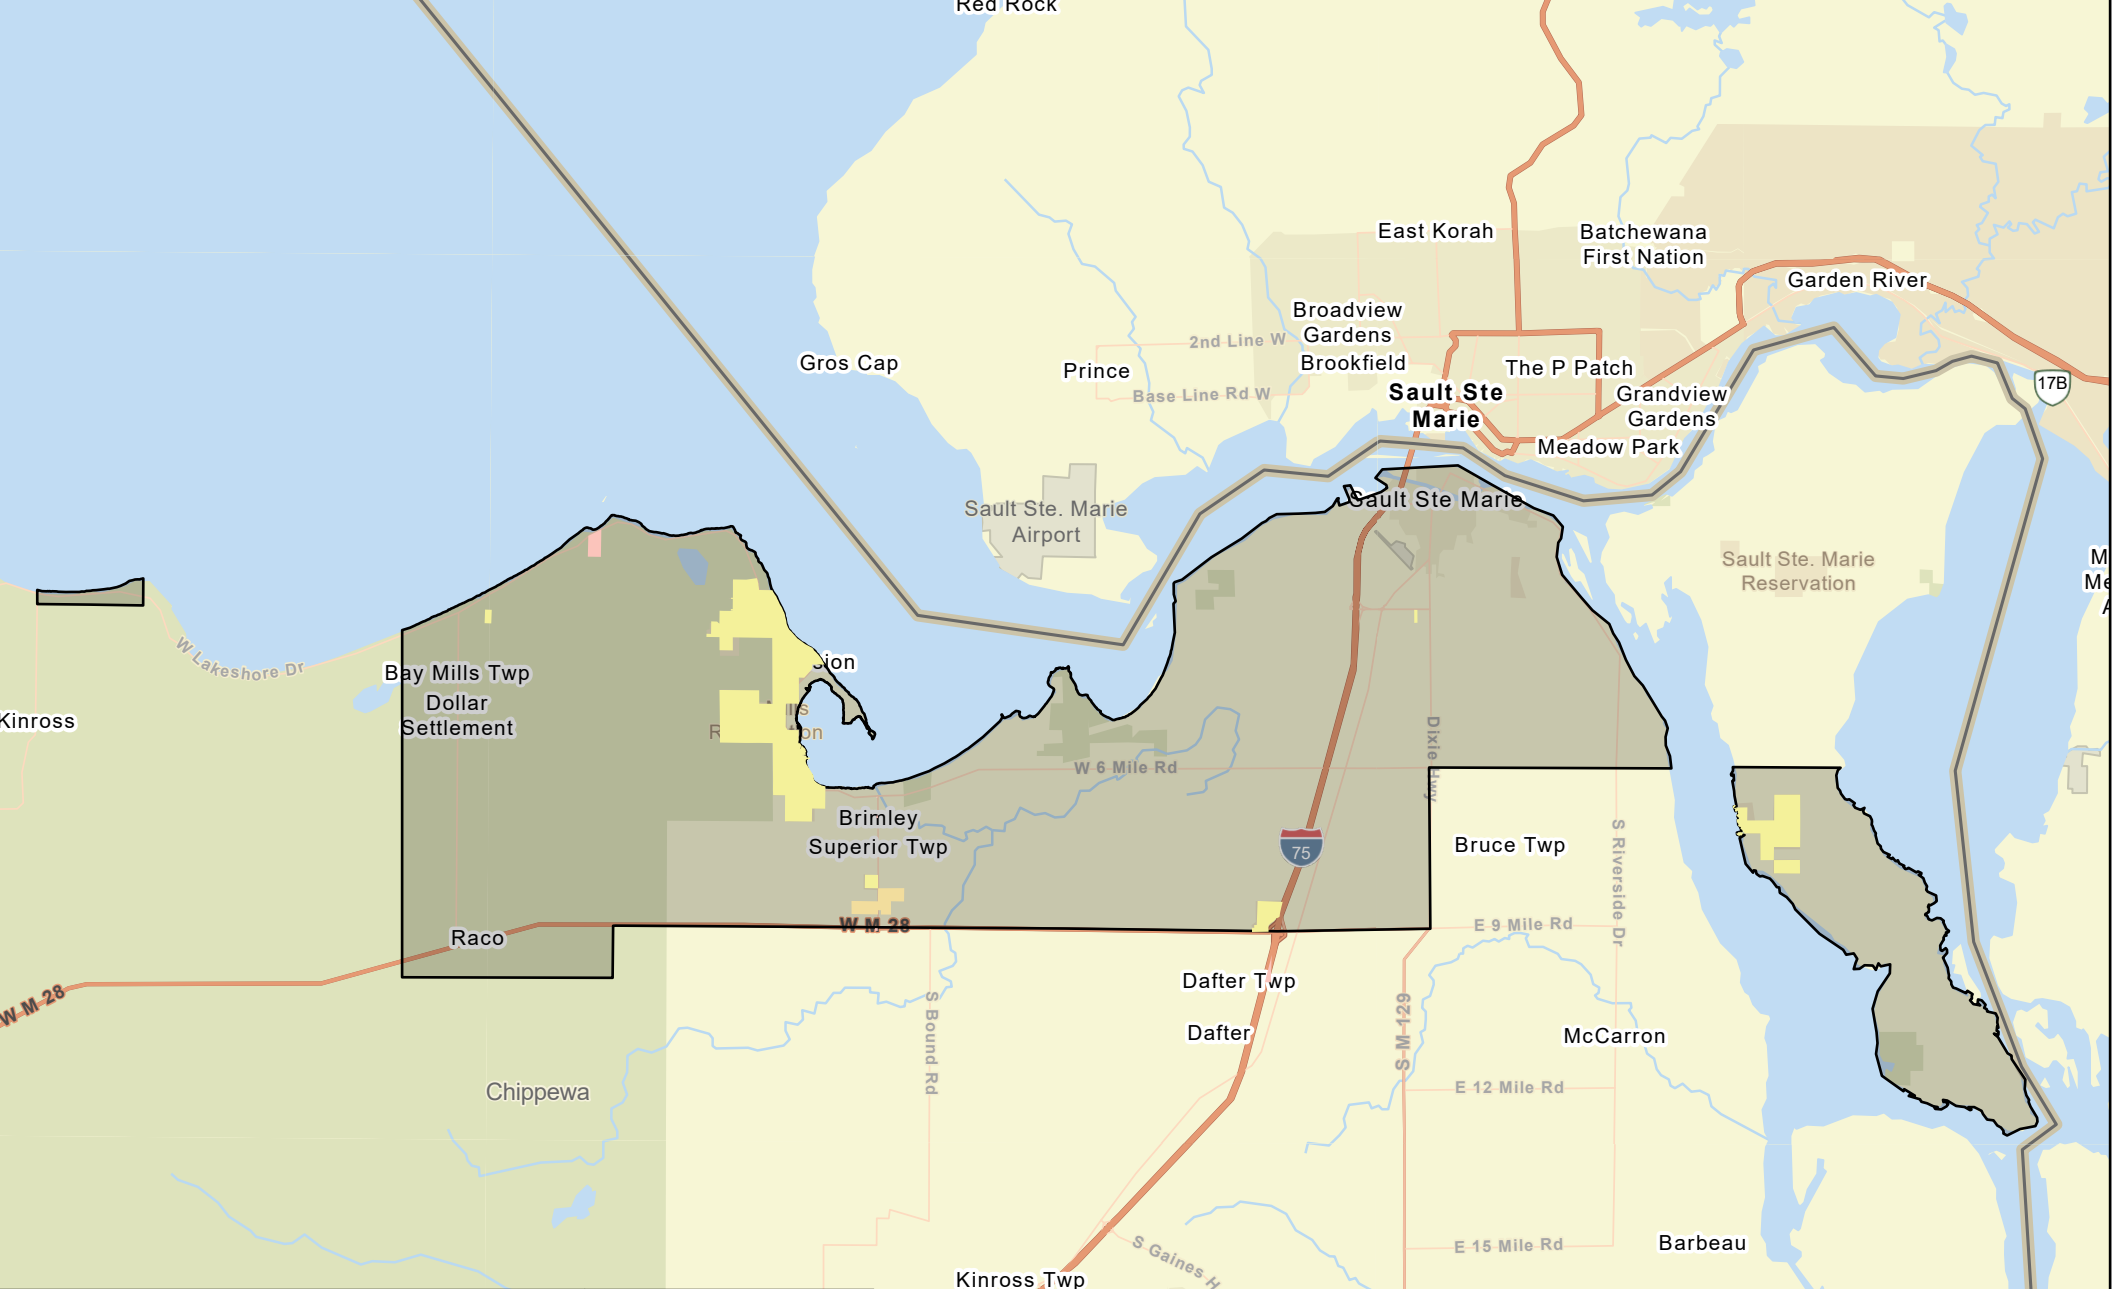 Red Rock
East Korah
Batchewana
First Nation
Garden River
Broadview
Gardens
2nd Line W
Gros Cap
Prince
Brookfield
The P Patch
17B
Base Line Rd W
Sault Ste
Marie
Grandview
Gardens
Meadow Park
Sault Ste Marie
Sault Ste. Marie
Airport
Sault Ste. Marie
Reservation
W Lakeshore Dr
sion
Bay Mills Twp
Dollar
Settlement
Kinross
Dixie Hwy
W 6 Mile Rd
Brimley
Superior Twp
75
Bruce Twp
S Riverside Dr
W M 28
E 9 Mile Rd
Raco
Dafter Twp
W M 28
S Bound Rd
S M 129
Dafter
McCarron
Chippewa
E 12 Mile Rd
E 15 Mile Rd
Barbeau
S Gaines H
Kinross Twp